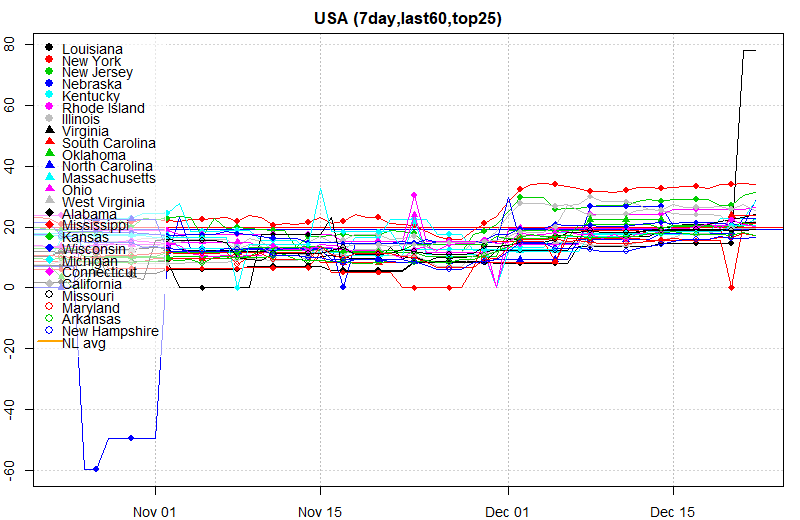 USA (7day,last60,top25)
80
60
40
20
0
-20
-40
-60
Louisiana
New York
New Jersey
Nebraska
Kentucky
Rhode Island
Illinois
Virginia
South Carolina
Oklahoma
North Carolina
Massachusetts
Ohio
West Virginia
Alabama
Mississippi
Kansas
Wisconsin
Michigan
Connecticut
California
Missouri
Maryland
Arkansas
New Hampshire
NL avg
Nov 01
Nov 15
Dec 01
Dec 15